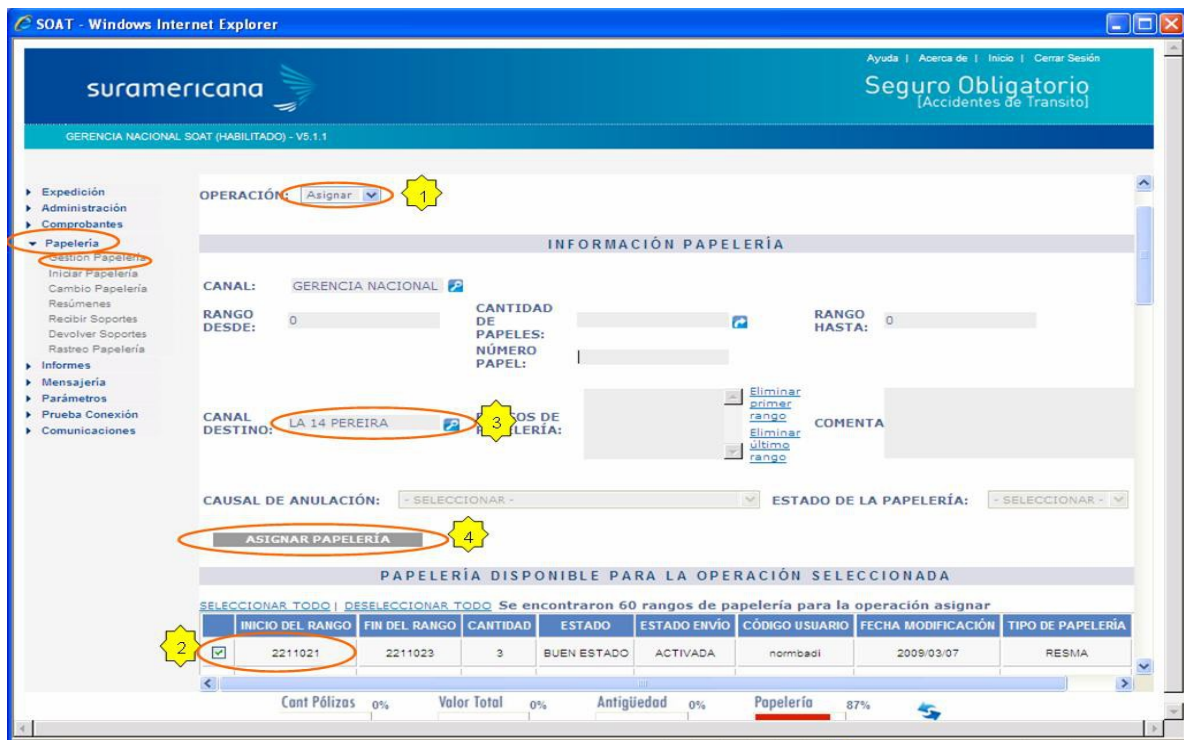 SOAT - Windows Internet Explorer
Ayuda | Acerca de | Inicio | Cerrar Sesión
suramericana
Seguro Obligatorio
[Accidentes de Transito]
GERENCIA NACIONAL SOAT (HABILITADO) - V5.1.1
Expedición
Administración
Comprobantes
Papelería
Gestión Papelería
Iniciar Papelería
Cambio Papelería
Resúmenes
Recibir Soportes
Devolver Soportes
Rastreo Papelería
Informes
Mensajería
Parámetros
Prueba Conexión
Comunicaciones
OPERACIÓN: Asignar 1
INFORMACIÓN PAPELERÍA
CANAL: GERENCIA NACIONAL
RANGO DESDE: 0
CANTIDAD DE PAPELES:
RANGO HASTA: 0
NÚMERO PAPEL:
CANAL DESTINO: LA 14 PEREIRA 3
OS DE
LERÍA:
Eliminar primer rango
Eliminar último rango
COMENTA
CAUSAL DE ANULACIÓN: - SELECCIONAR - ESTADO DE LA PAPELERÍA: - SELECCIONAR -
ASIGNAR PAPELERÍA 4
PAPELERÍA DISPONIBLE PARA LA OPERACIÓN SELECCIONADA
SELECCIONAR TODO | DESELECCIONAR TODO Se encontraron 60 rangos de papelería para la operación asignar
INICIO DEL RANGO FIN DEL RANGO CANTIDAD ESTADO ESTADO ENVÍO CÓDIGO USUARIO FECHA MODIFICACIÓN TIPO DE PAPELERÍA
2 2211021 2211023 3 BUEN ESTADO ACTIVADA normbadi 2009/03/07 RESMA
Cant Pólizas 0% Valor Total 0% Antigüedad 0% Papelería 87%